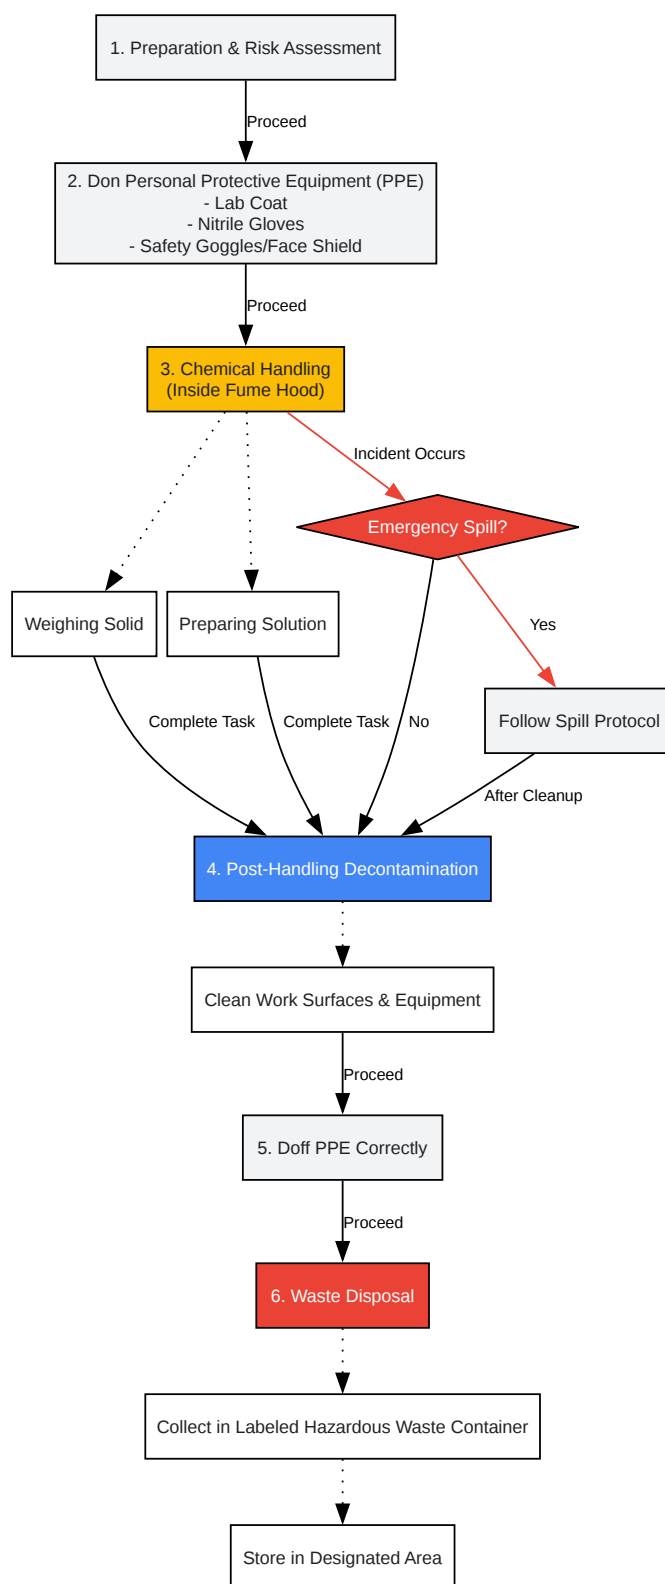 1. Preparation & Risk Assessment
Proceed
2. Don Personal Protective Equipment (PPE)
- Lab Coat
- Nitrile Gloves
- Safety Goggles/Face Shield
Proceed
3. Chemical Handling
(Inside Fume Hood)
Incident Occurs
Emergency Spill?
Weighing Solid
Preparing Solution
Yes
Complete Task
Complete Task
No
Follow Spill Protocol
After Cleanup
4. Post-Handling Decontamination
Clean Work Surfaces & Equipment
Proceed
5. Doff PPE Correctly
Proceed
6. Waste Disposal
Collect in Labeled Hazardous Waste Container
Store in Designated Area